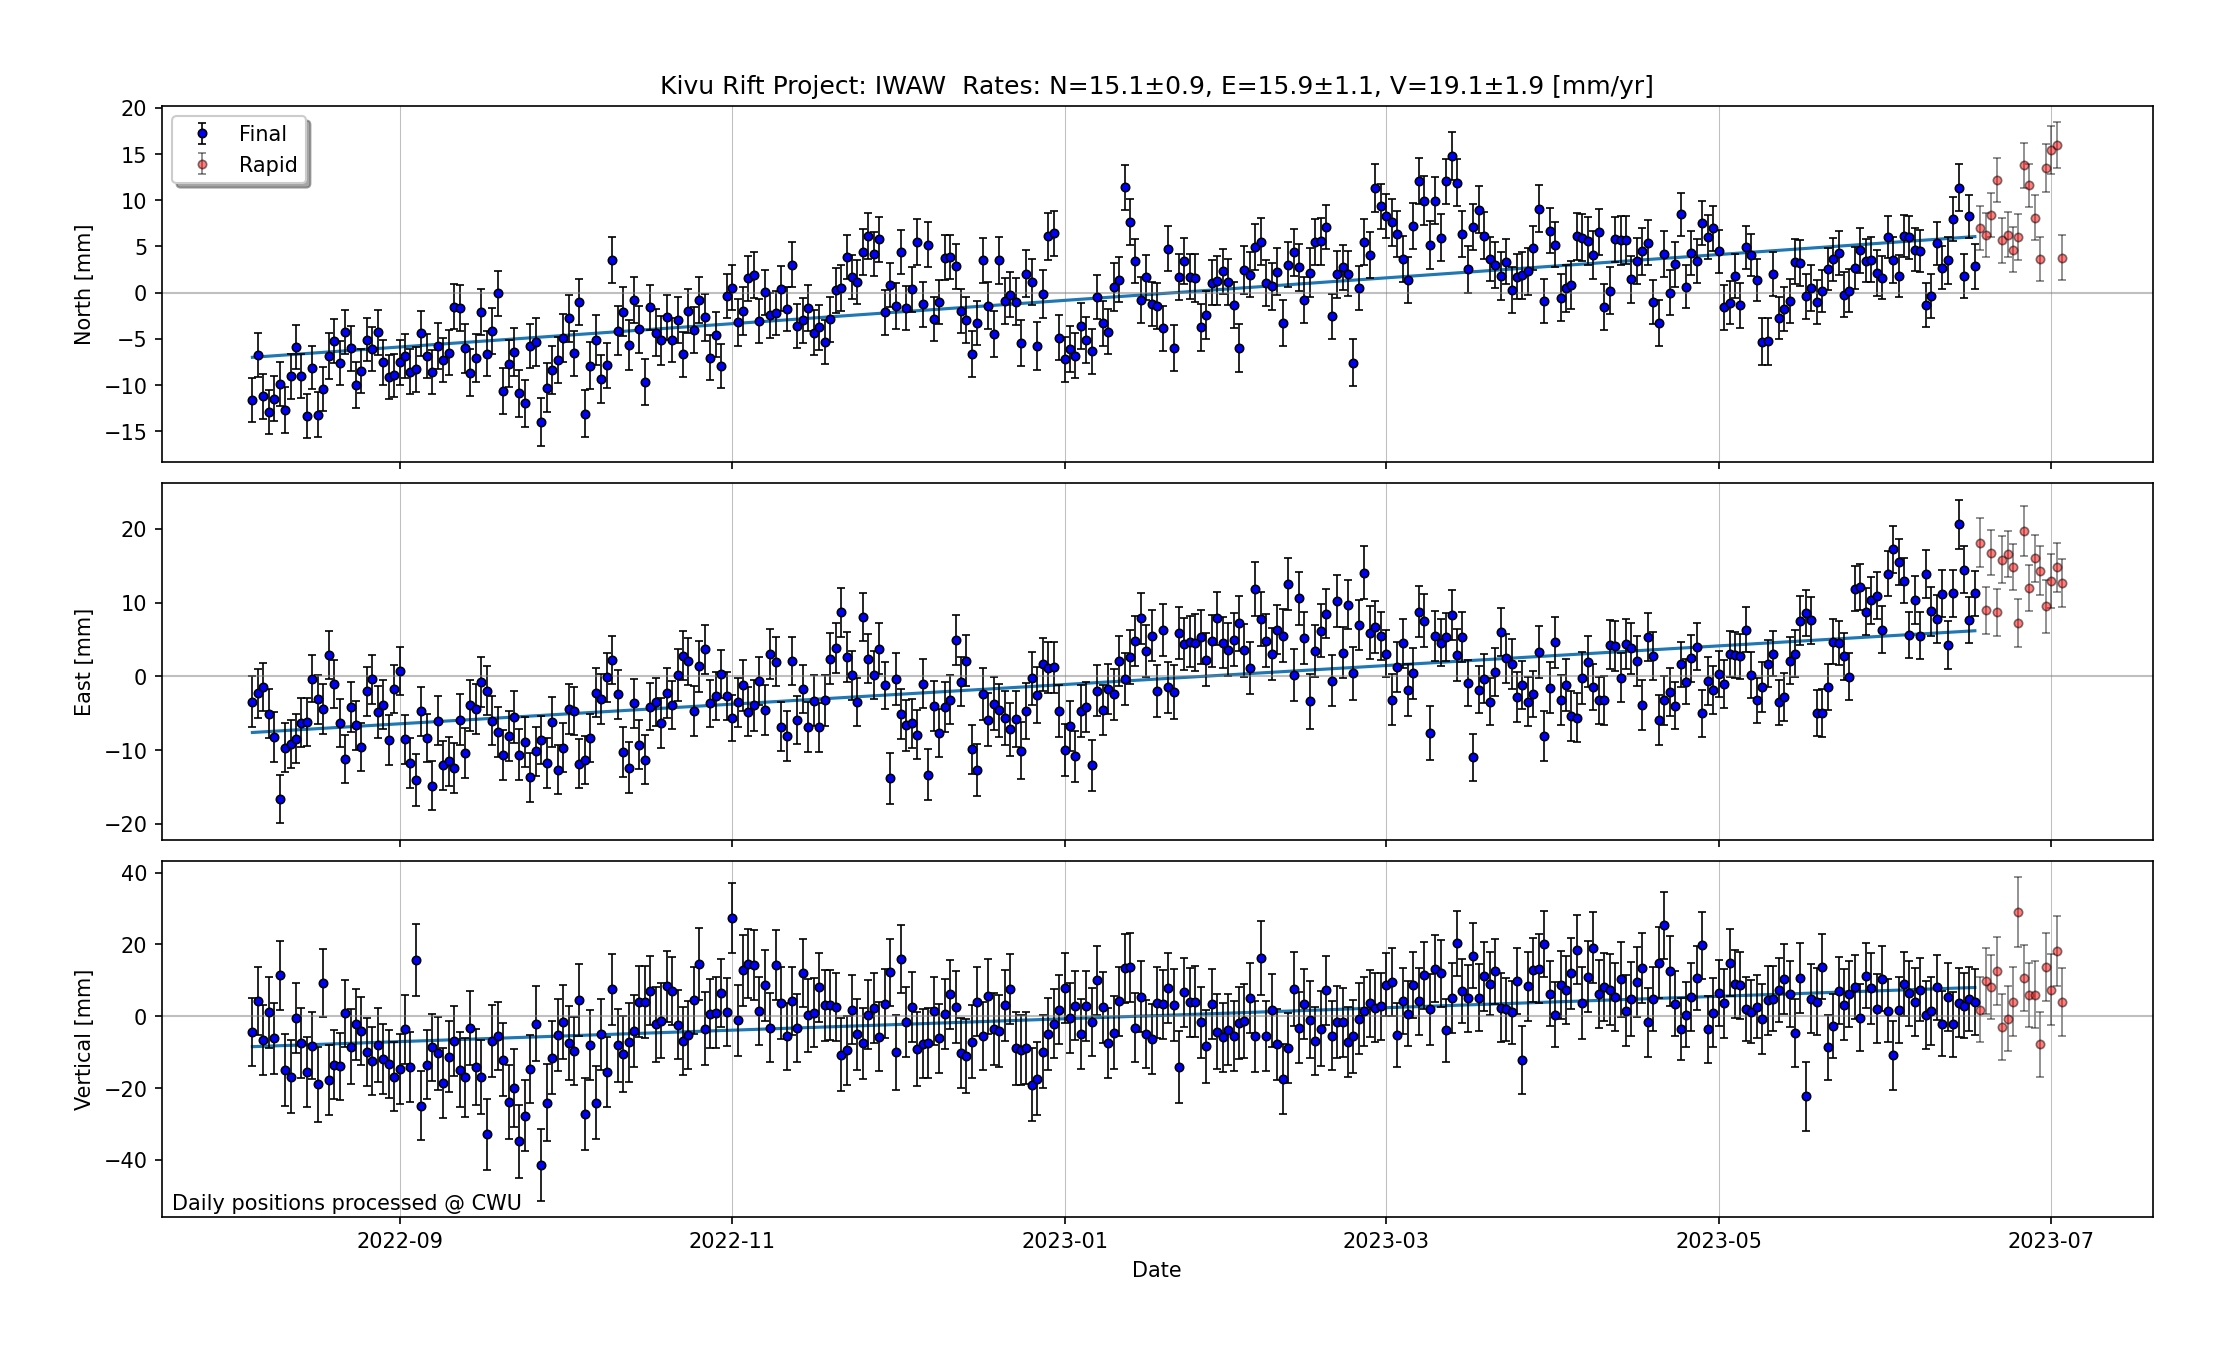 Kivu Rift Project: IWAW  Rates: N=15.1±0.9, E=15.9±1.1, V=19.1±1.9 [mm/yr]
Final
Rapid
North [mm]
20
15
10
5
0
−5
−10
−15
East [mm]
20
10
0
−10
−20
Vertical [mm]
40
20
0
−20
−40
Daily positions processed @ CWU
2022-09 2022-11 2023-01 2023-03 2023-05 2023-07
Date